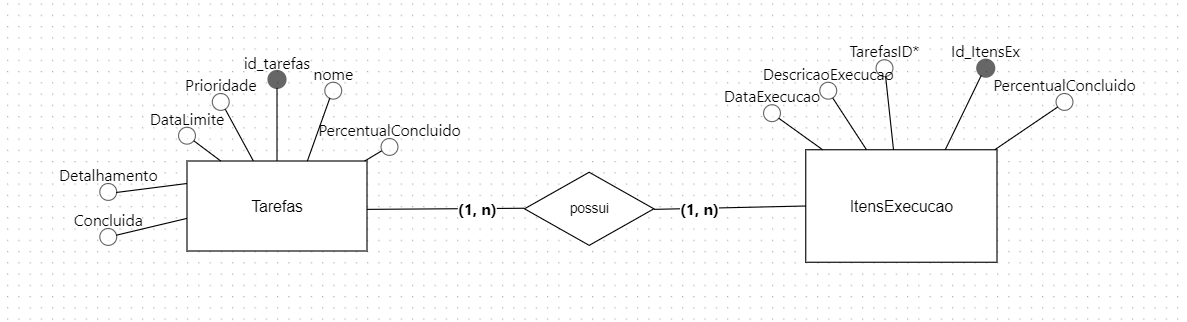 id_tarefas
nome
Prioridade
DataLimite
PercentualConcluido
Detalhamento
Concluida
Tarefas
(1, n)
possui
(1, n)
TarefasID*
Id_ItensEx
DescricaoExecucao
PercentualConcluido
DataExecucao
ItensExecucao